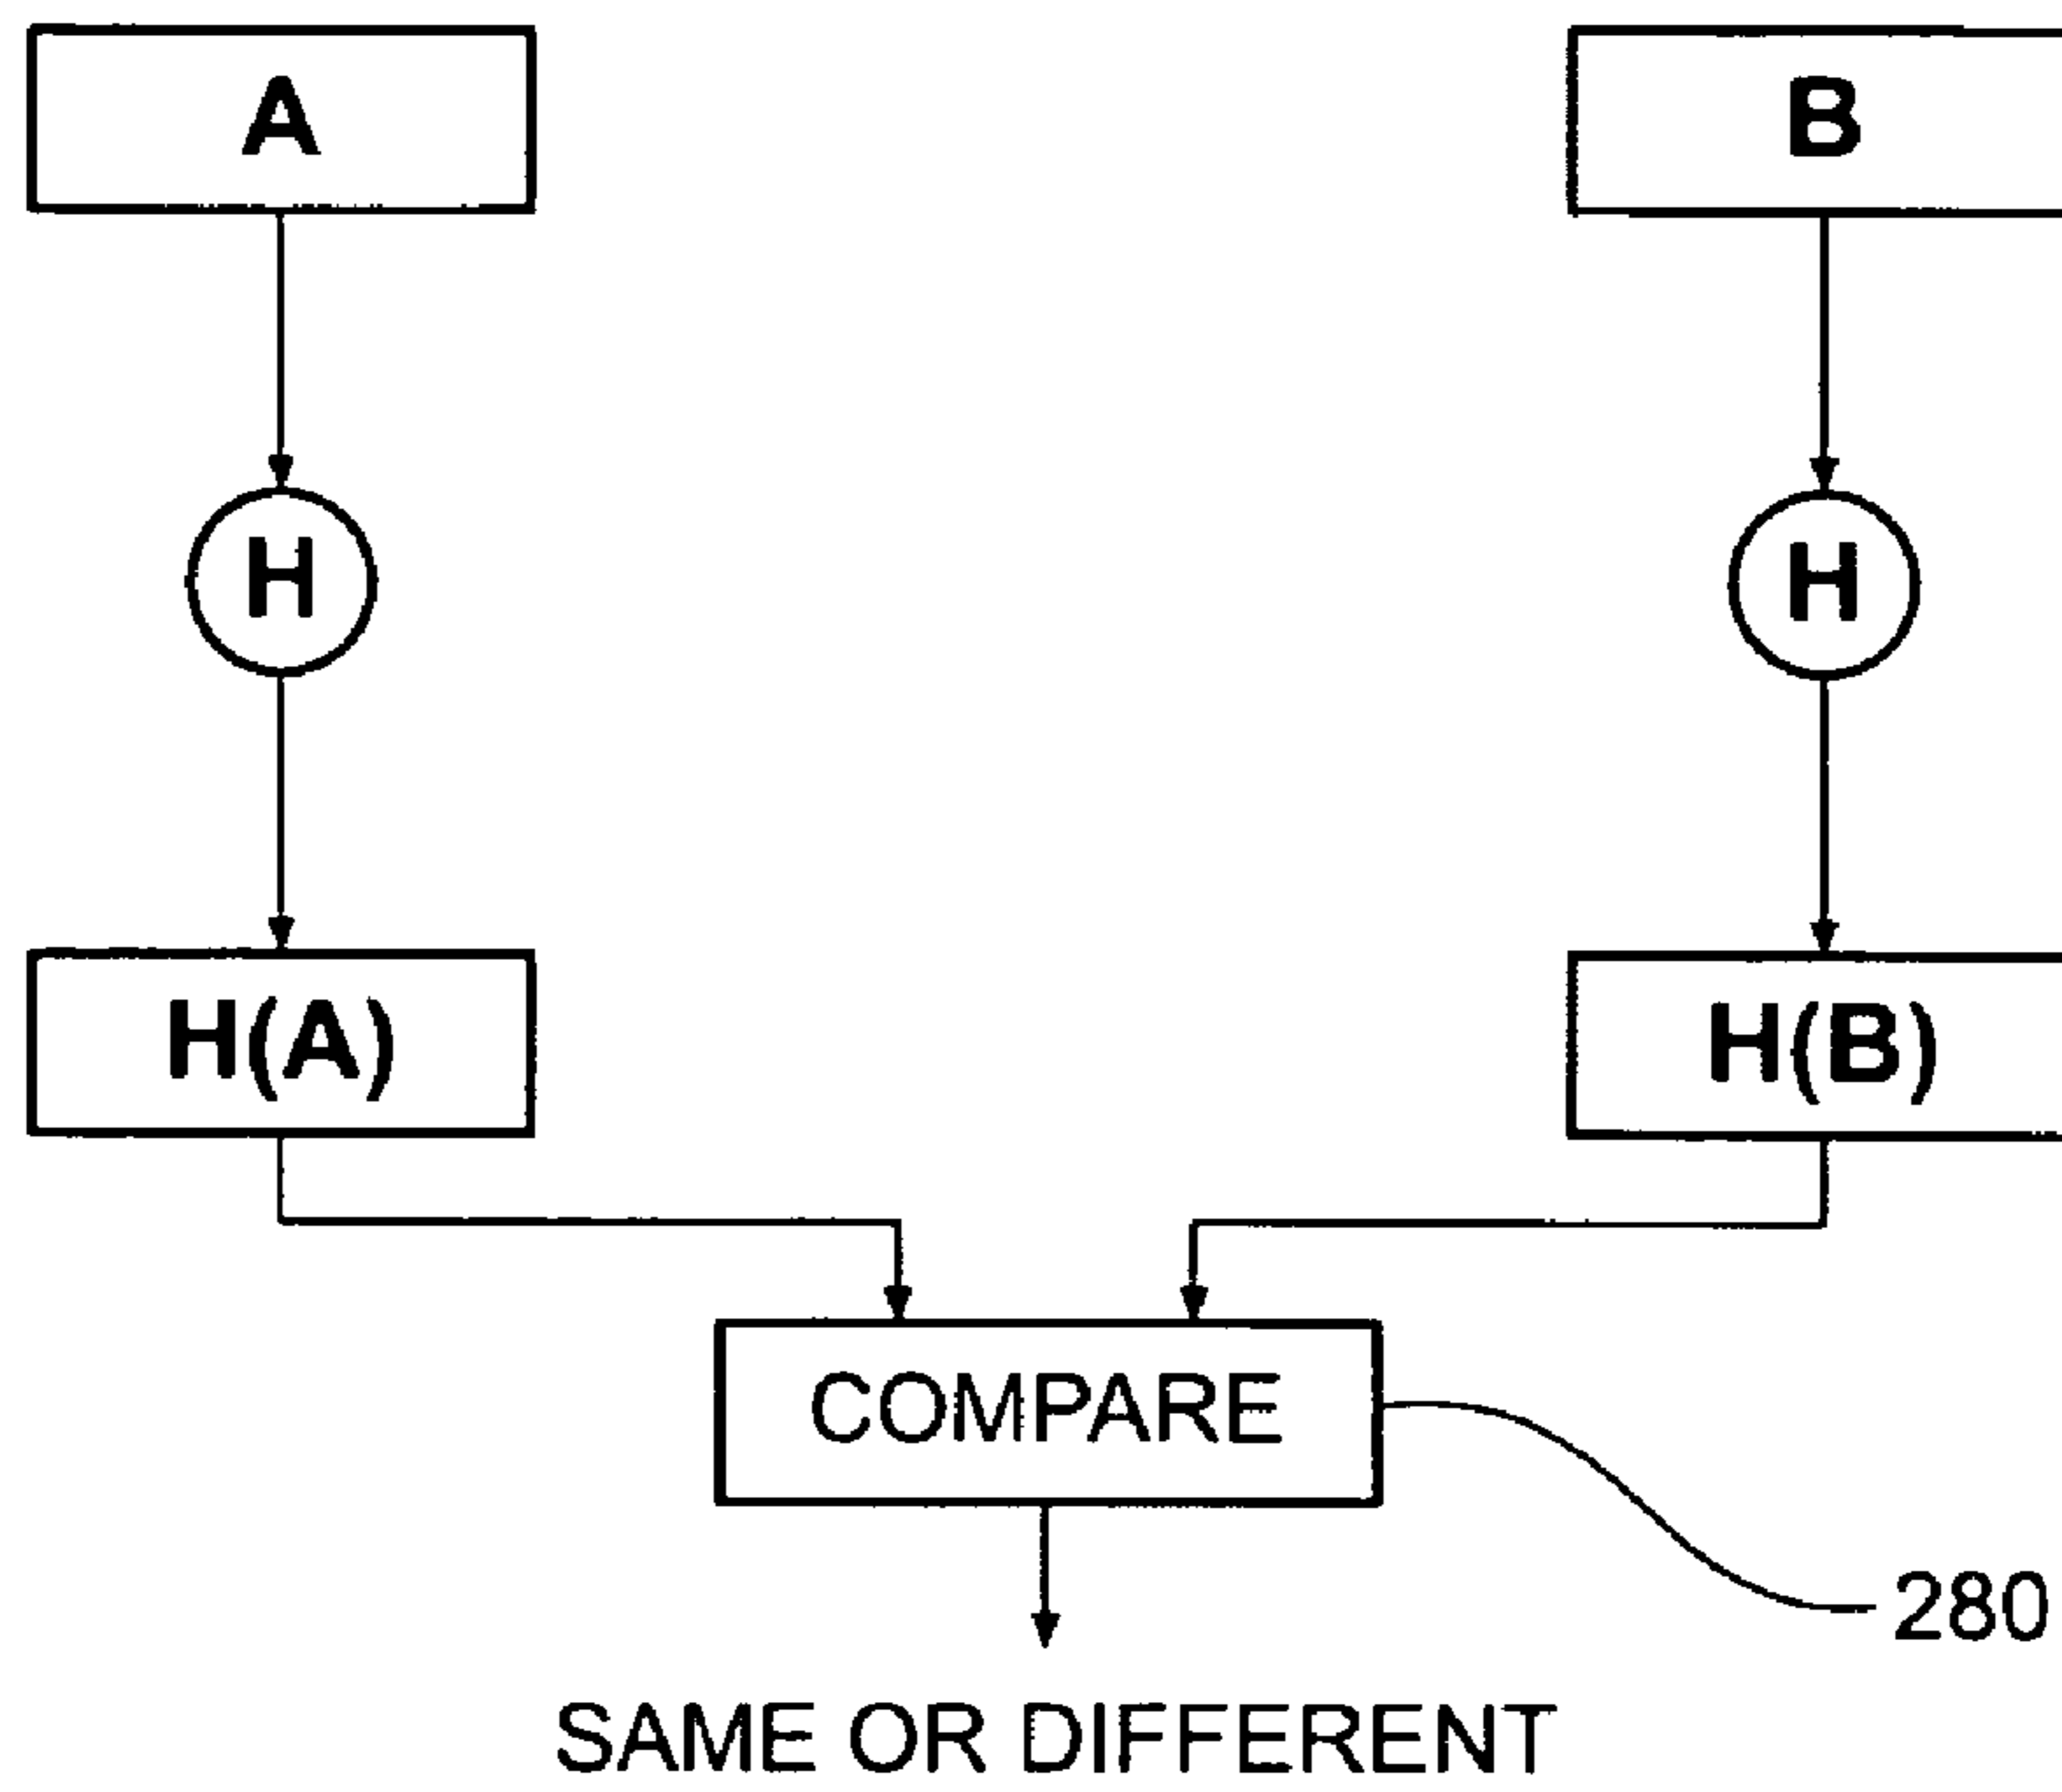 A
B
H
H
H(A)
H(B)
COMPARE
280
SAME OR DIFFERENT